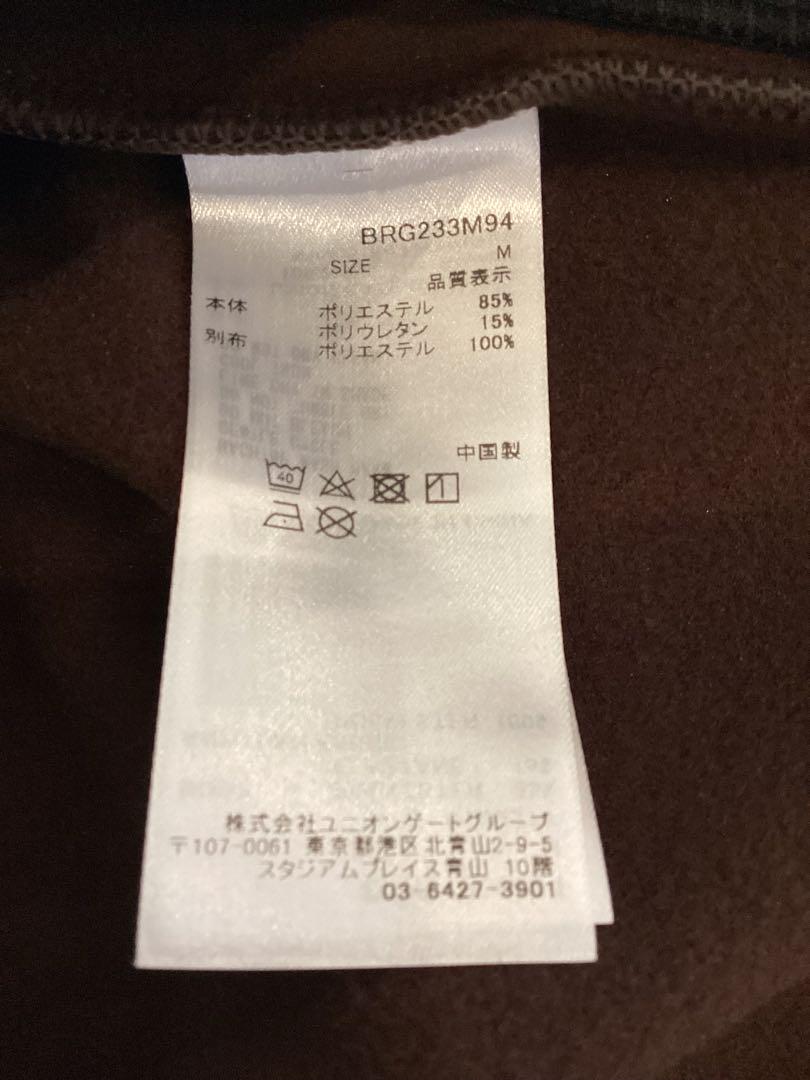 BRG233M94
SIZE M
品質表示
本体 ポリエステル 85%
ポリウレタン 15%
別布 ポリエステル 100%
中国製
40
株式会社ユニオンゲートグループ
〒107-0061 東京都港区北青山2-9-5
スタジアムプレイス青山 10階
03-6427-3901